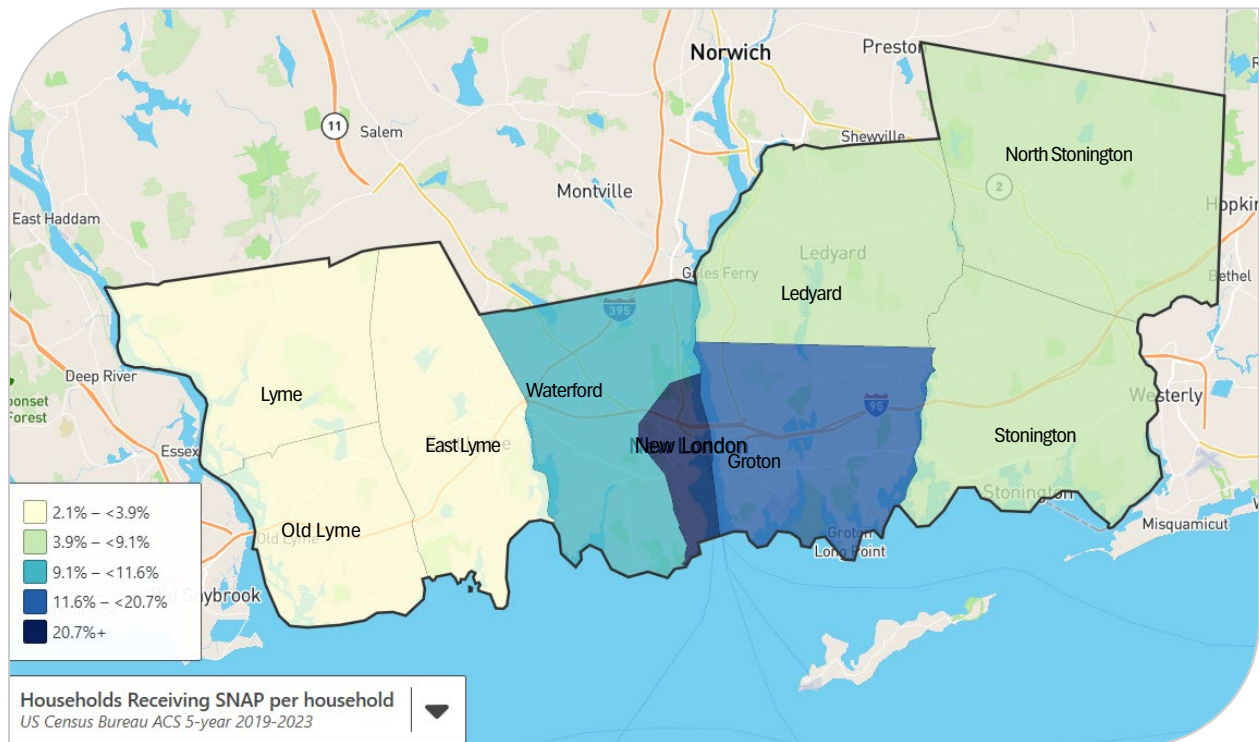 Norwich
Preston
11
Salem
Shewville
North Stonington
2
Montville
East Haddam
Hopkin
Ledyard
Gales Ferry
Bethel
Ledyard
395
Deep River
Forest
Lyme
Waterford
95
Westerly
East Lyme
New London
Groton
Stonington
Essex
Stonington
Old Lyme
Old Lyme
Groton
Long Point
Misquamicut
2.1% – <3.9%
3.9% – <9.1%
9.1% – <11.6%
11.6% – <20.7%
20.7%+
Households Receiving SNAP per household
US Census Bureau ACS 5-year 2019-2023